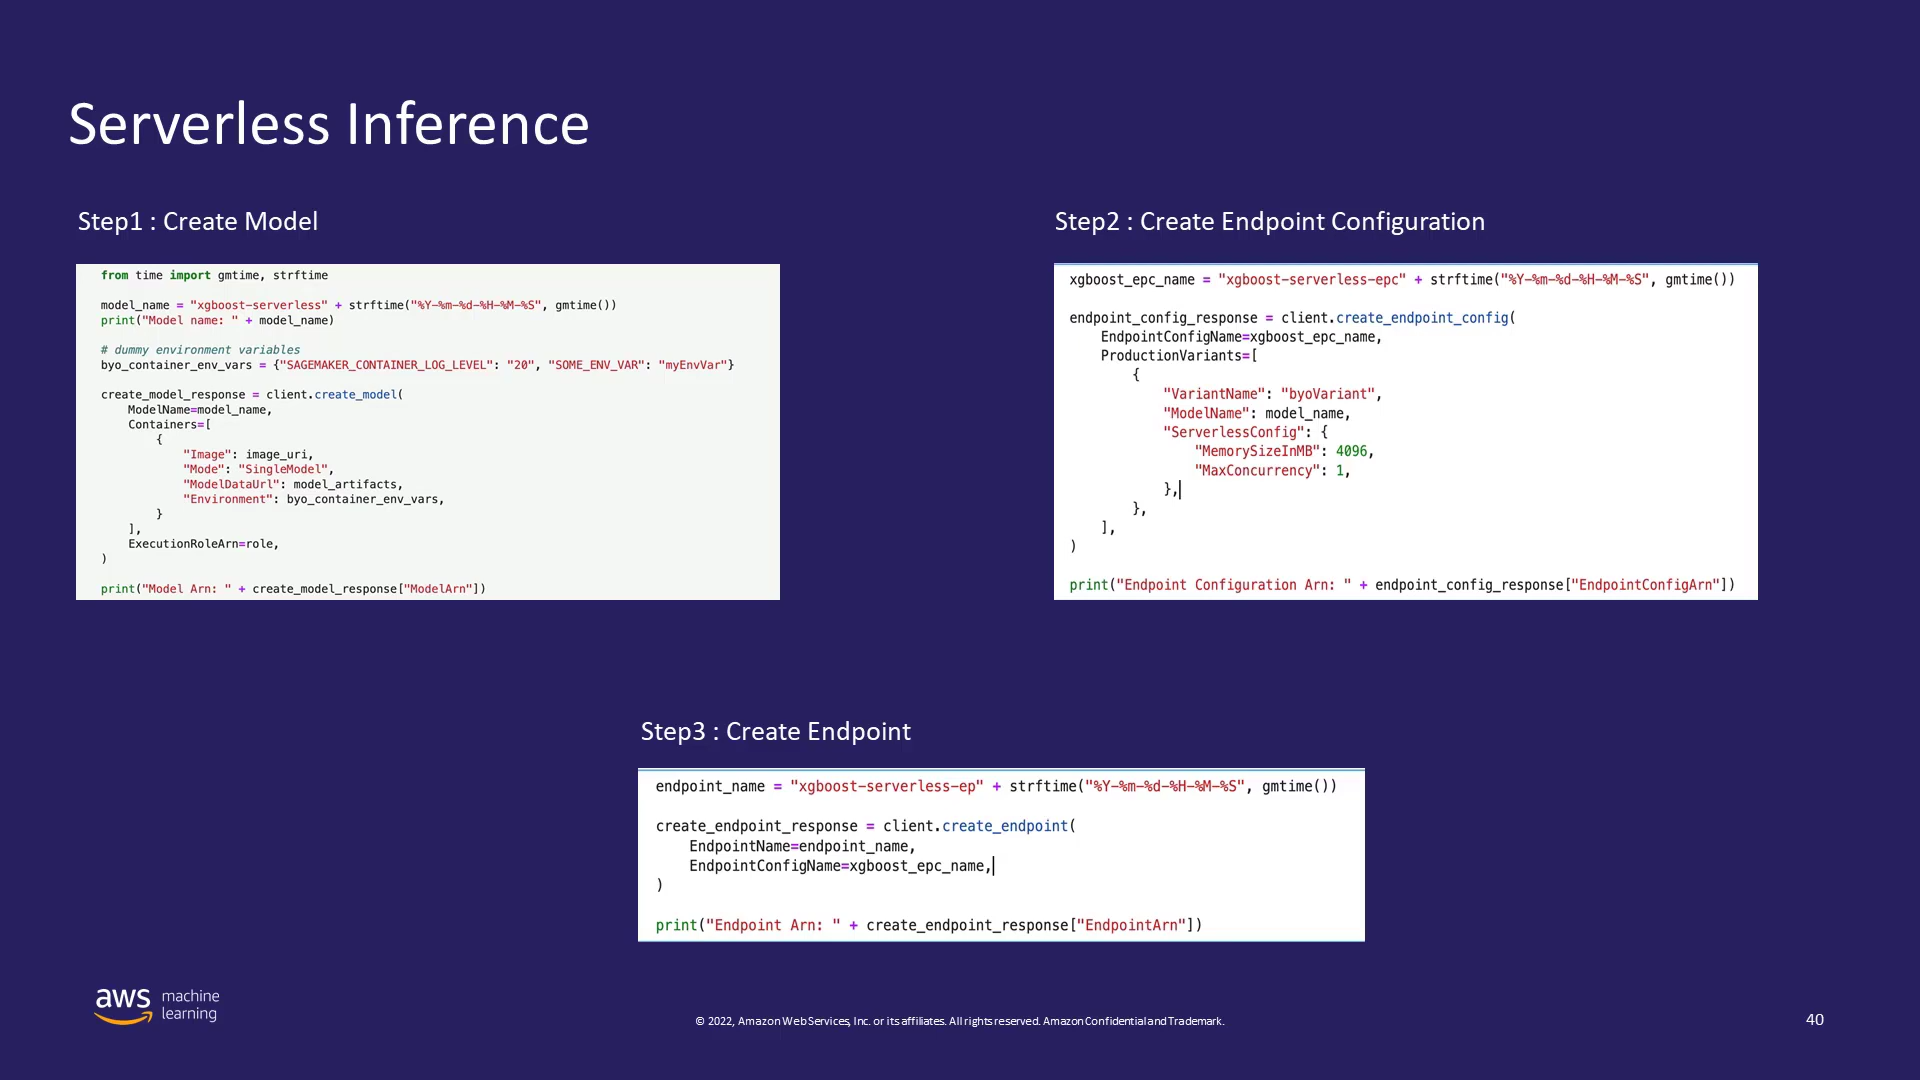 Serverless Inference
Step1 : Create Model
from time import gmtime, strftime
model_name = "xgboost-serverless" + strftime("%Y-%m-%d-%H-%M-%S", gmtime())
print("Model name: " + model_name)
# dummy environment variables
byo_container_env_vars = {"SAGEMAKER_CONTAINER_LOG_LEVEL": "20", "SOME_ENV_VAR": "myEnvVar"}
create_model_response = client.create_model(
    ModelName=model_name,
    Containers=[
        {
            "Image": image_uri,
            "Mode": "SingleModel",
            "ModelDataUrl": model_artifacts,
            "Environment": byo_container_env_vars,
        }
    ],
    ExecutionRoleArn=role,
)
print("Model Arn: " + create_model_response["ModelArn"])
Step2 : Create Endpoint Configuration
xgboost_epc_name = "xgboost-serverless-epc" + strftime("%Y-%m-%d-%H-%M-%S", gmtime())
endpoint_config_response = client.create_endpoint_config(
    EndpointConfigName=xgboost_epc_name,
    ProductionVariants=[
        {
            "VariantName": "byoVariant",
            "ModelName": model_name,
            "ServerlessConfig": {
                "MemorySizeInMB": 4096,
                "MaxConcurrency": 1,
            },
        },
    ],
)
print("Endpoint Configuration Arn: " + endpoint_config_response["EndpointConfigArn"])
Step3 : Create Endpoint
endpoint_name = "xgboost-serverless-ep" + strftime("%Y-%m-%d-%H-%M-%S", gmtime())
create_endpoint_response = client.create_endpoint(
    EndpointName=endpoint_name,
    EndpointConfigName=xgboost_epc_name,
)
print("Endpoint Arn: " + create_endpoint_response["EndpointArn"])
aws machine learning
© 2022, Amazon Web Services, Inc. or its affiliates. All rights reserved. Amazon Confidential and Trademark.
40